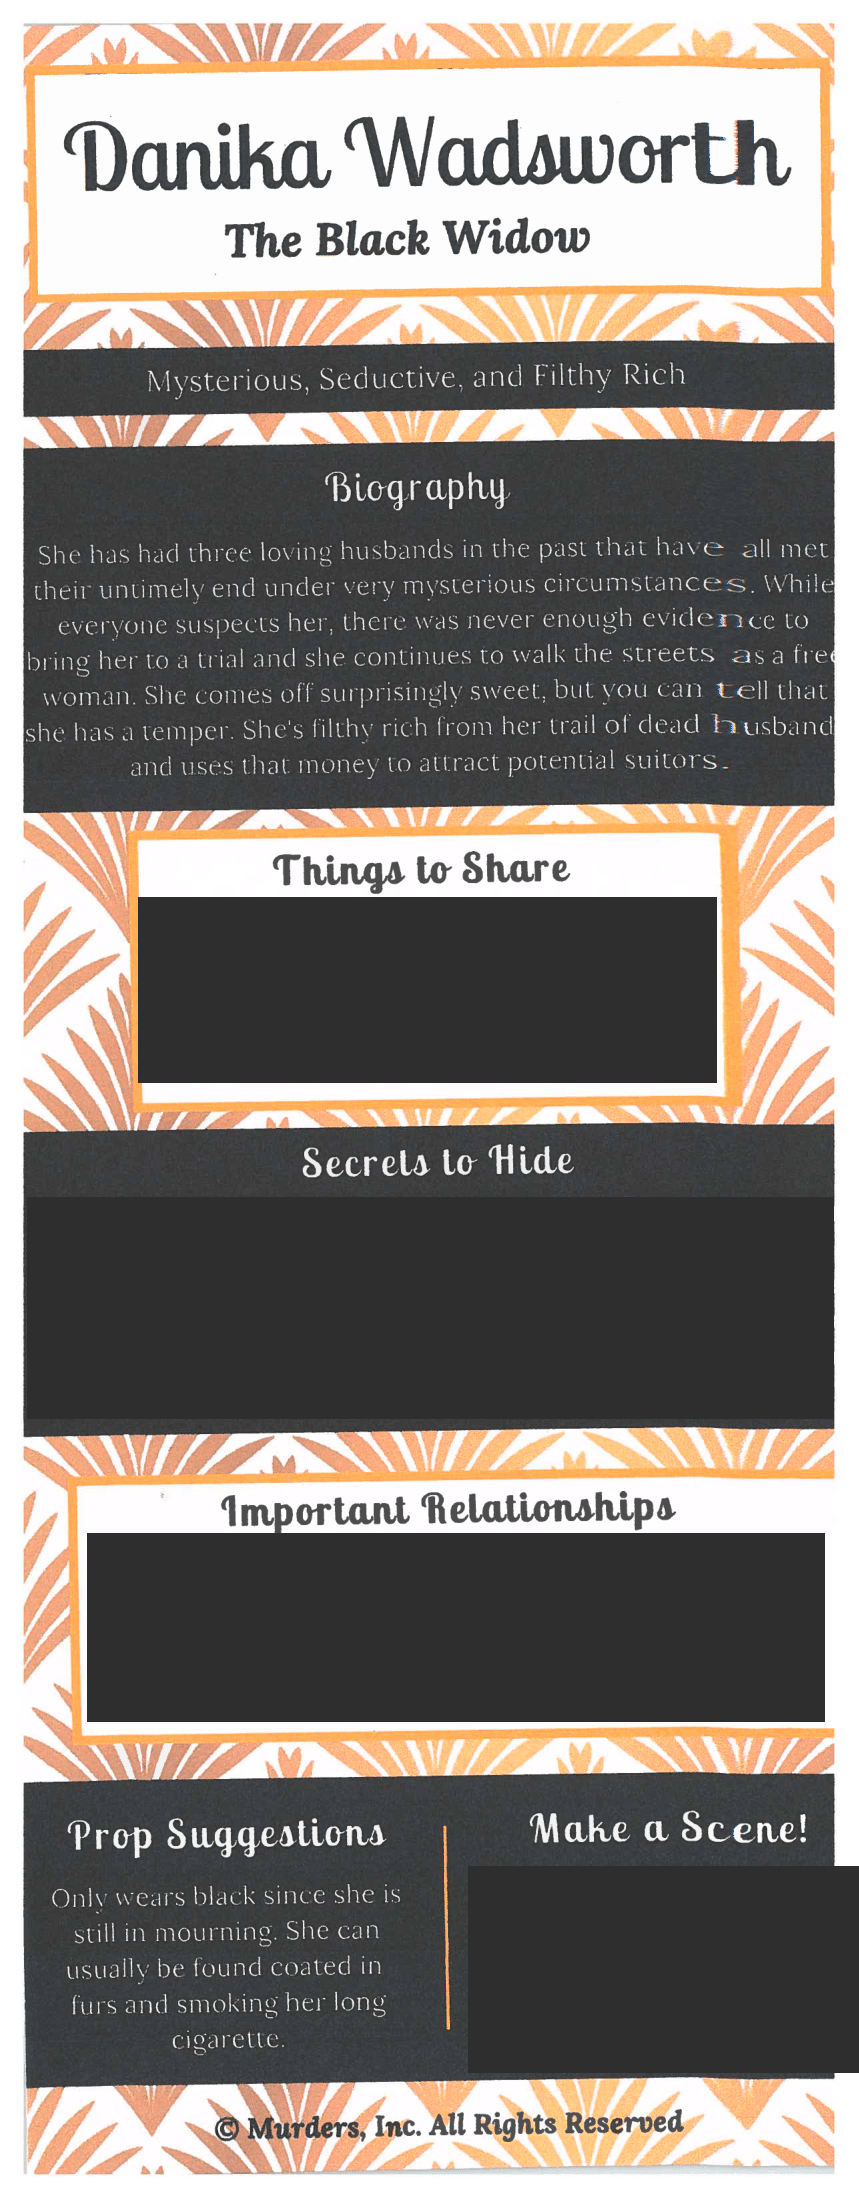 Danika Wadsworth
The Black Widow
Mysterious, Seductive, and Filthy Rich
Biography
She has had three loving husbands in the past that have all met
their untimely end under very mysterious circumstances. While
everyone suspects her, there was never enough evidence to
bring her to a trial and she continues to walk the streets as a free
woman. She comes off surprisingly sweet, but you can tell that
she has a temper. She's filthy rich from her trail of dead husband
and uses that money to attract potential suitors.
Things to Share
Secrets to Hide
Important Relationships
Prop Suggestions
Only wears black since she is
still in mourning. She can
usually be found coated in
furs and smoking her long
cigarette.
Make a Scene!
© Murders, Inc. All Rights Reserved